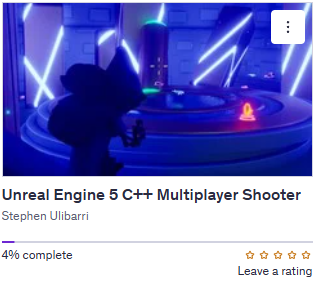 Unreal Engine 5 C++ Multiplayer Shooter
Stephen Ulibarri
4% complete
Leave a rating